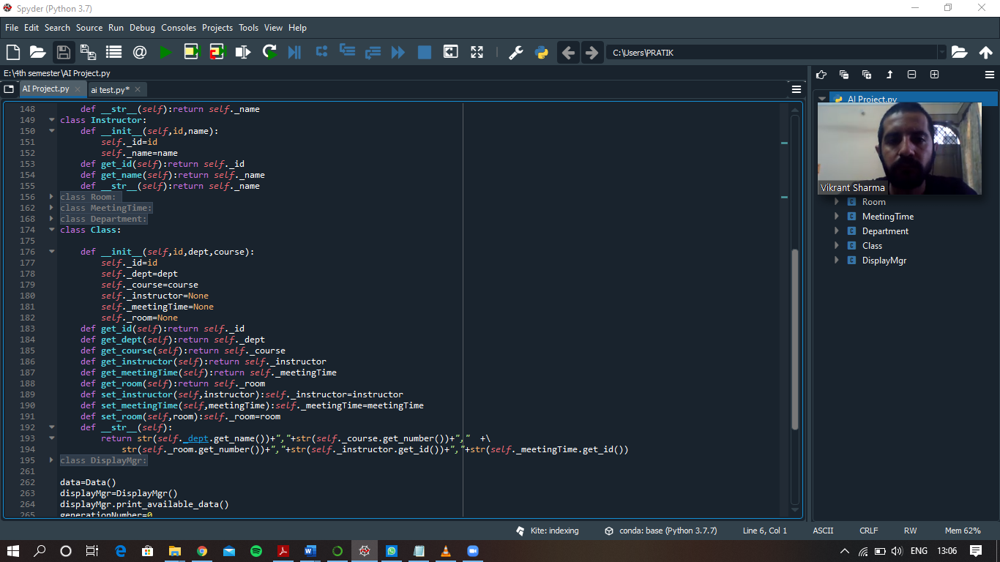 Spyder (Python 3.7)
File Edit Search Source Run Debug Consoles Projects Tools View Help
C:\Users\PRATIK
E:\4th semester\AI Project.py
AI Project.py ai test.py*
148 def __str__(self):return self._name
149 class Instructor:
150 def __init__(self,id,name):
151 self._id=id
152 self._name=name
153 def get_id(self):return self._id
154 def get_name(self):return self._name
155 def __str__(self):return self._name
156 class Room:
162 class MeetingTime:
168 class Department:
174 class Class:
175
176 def __init__(self,id,dept,course):
177 self._id=id
178 self._dept=dept
179 self._course=course
180 self._instructor=None
181 self._meetingTime=None
182 self._room=None
183 def get_id(self):return self._id
184 def get_dept(self):return self._dept
185 def get_course(self):return self._course
186 def get_instructor(self):return self._instructor
187 def get_meetingTime(self):return self._meetingTime
188 def get_room(self):return self._room
189 def set_instructor(self,instructor):self._instructor=instructor
190 def set_meetingTime(self,meetingTime):self._meetingTime=meetingTime
191 def set_room(self,room):self._room=room
192 def __str__(self):
193 return str(self._dept.get_name())+","+str(self._course.get_number())+"," +\
194 str(self._room.get_number())+","+str(self._instructor.get_id())+","+str(self._meetingTime.get_id())
195 class DisplayMgr:
261
262 data=Data()
263 displayMgr=DisplayMgr()
264 displayMgr.print_available_data()
265 generationNumber=0
AI Project.py
Vikrant Sharma
Room
MeetingTime
Department
Class
DisplayMgr
Kite: indexing conda: base (Python 3.7.7) Line 6, Col 1 ASCII CRLF RW Mem 62%
ENG 13:06